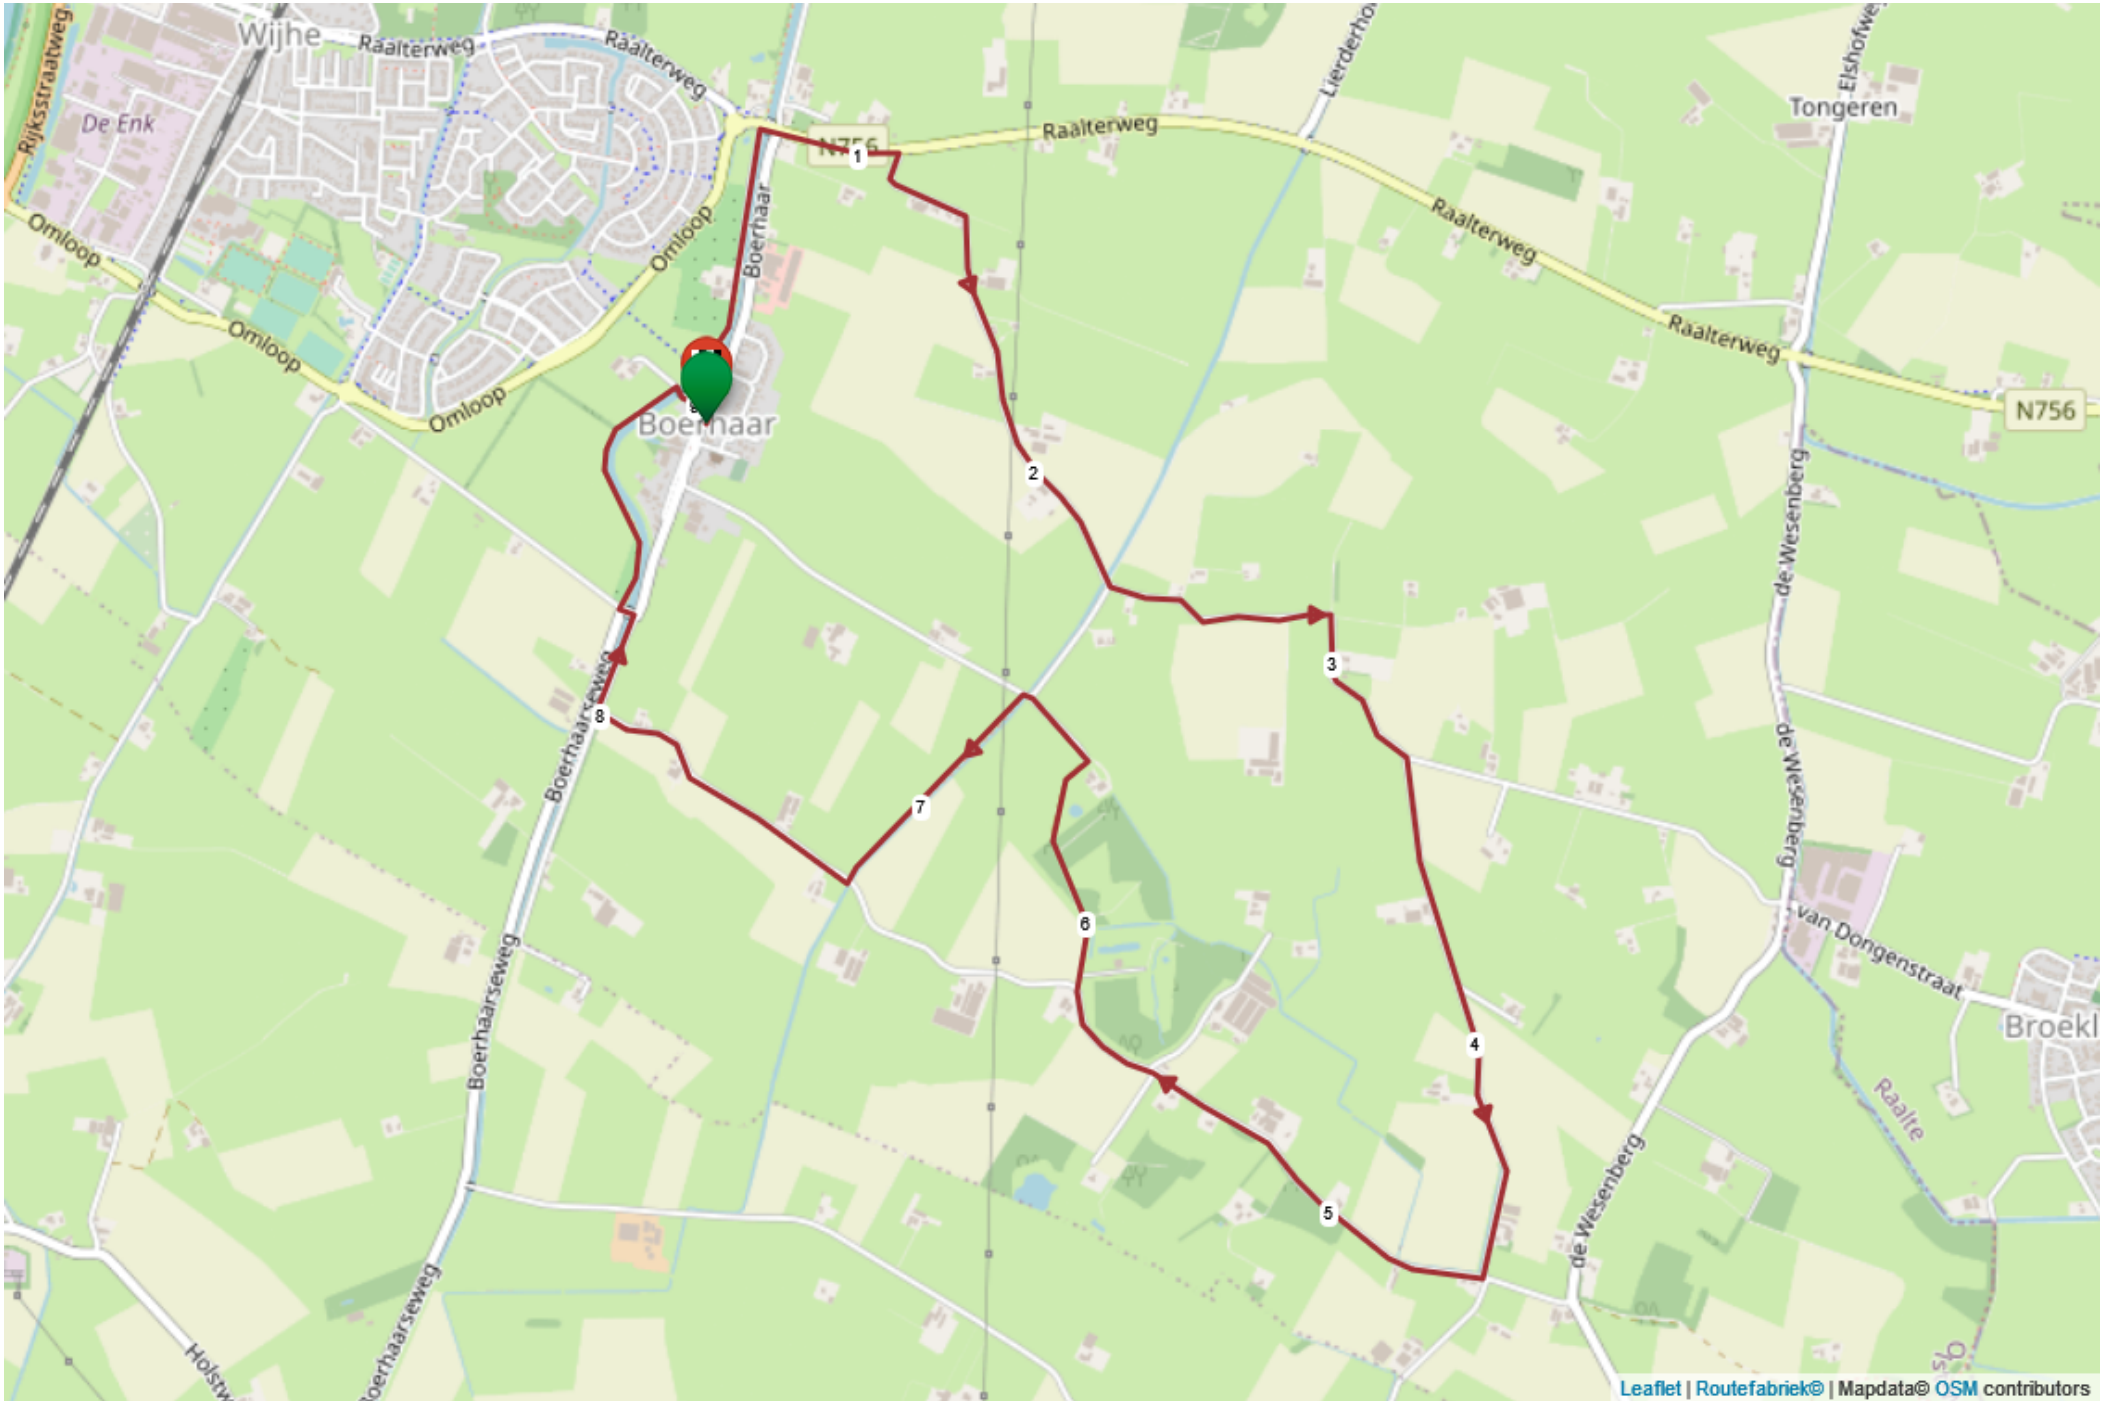 Wijhe
Raalterweg
Raalterweg
Rijksstraatweg
De Enk
N756
1
Raalterweg
Elshofweg
Tongeren
Omloop
Omloop
Boerhaar
Raalterweg
Omloop
Raalterweg
Omloop
N756
9
Boerhaar
2
de Wesenberg
3
Boerhaarseweg
8
de Wesenberg
7
6
van Dongenstraat
Boerhaarseweg
Broekl
4
Raalte
de Wesenberg
5
Boerhaarseweg
Holstw
Leaflet | Routefabriek© | Mapdata© OSM contributors